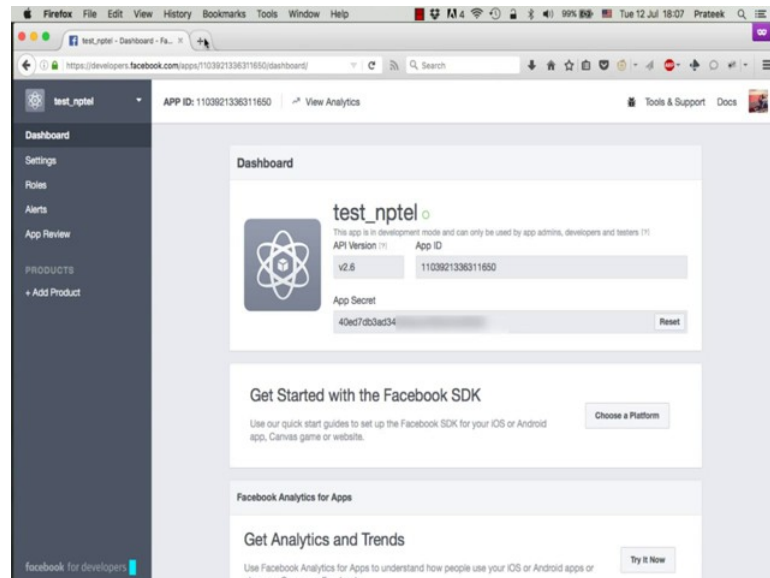 Firefox File Edit View History Bookmarks Tools Window Help 4 99% Tue 12 Jul 18:07 Prateek
test_nptel - Dashboard - Fa...
https://developers.facebook.com/apps/1103921336311650/dashboard/ Search
test_nptel APP ID: 1103921336311650 View Analytics Tools & Support Docs
Dashboard
Settings
Roles
Alerts
App Review
PRODUCTS
+ Add Product
facebook for developers
Dashboard
test_nptel
This app is in development mode and can only be used by app admins, developers and testers [?]
API Version [?] App ID
v2.6 1103921336311650
App Secret
40ed7db3ad34 Reset
Get Started with the Facebook SDK
Use our quick start guides to set up the Facebook SDK for your iOS or Android
app, Canvas game or website.
Choose a Platform
Facebook Analytics for Apps
Get Analytics and Trends
Use Facebook Analytics for Apps to understand how people use your iOS or Android apps or
Try It Now